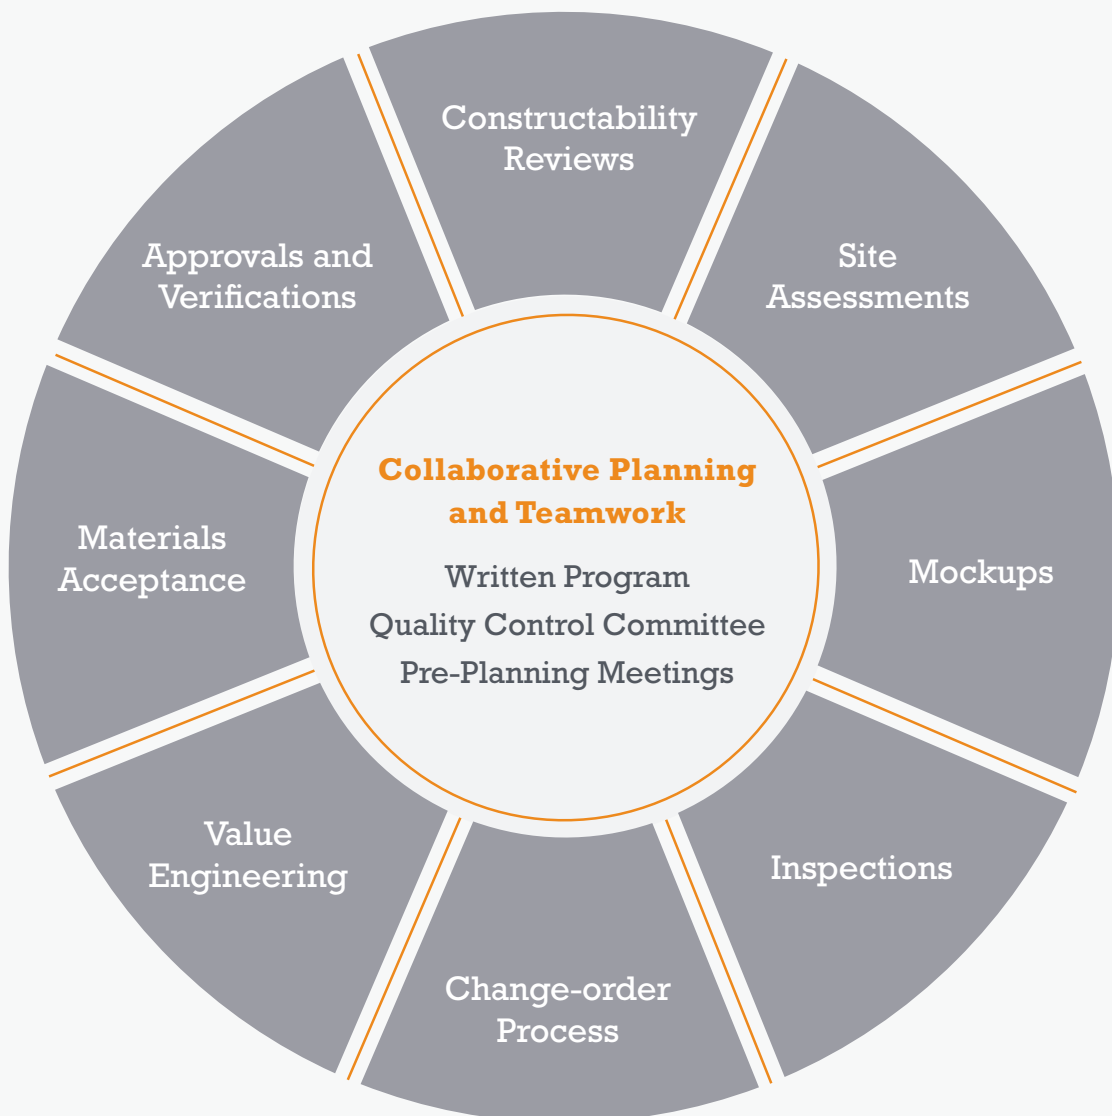 Constructability
Reviews
Site
Assessments
Mockups
Inspections
Change-order
Process
Value
Engineering
Materials
Acceptance
Approvals and
Verifications
Collaborative Planning
and Teamwork
Written Program
Quality Control Committee
Pre-Planning Meetings